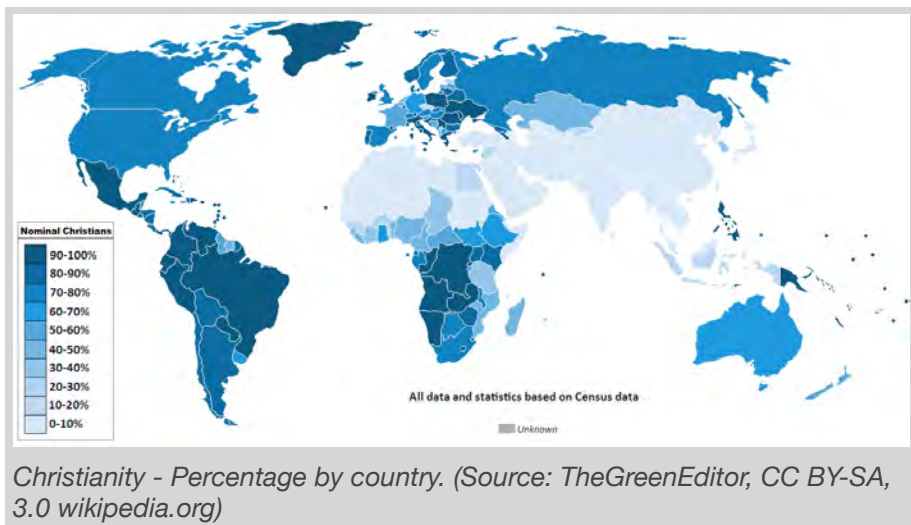 Nominal Christians
90-100%
80-90%
70-80%
60-70%
50-60%
40-50%
30-40%
20-30%
10-20%
0-10%
All data and statistics based on Census data
Unknown
Christianity - Percentage by country. (Source: TheGreenEditor, CC BY-SA,
3.0 wikipedia.org)